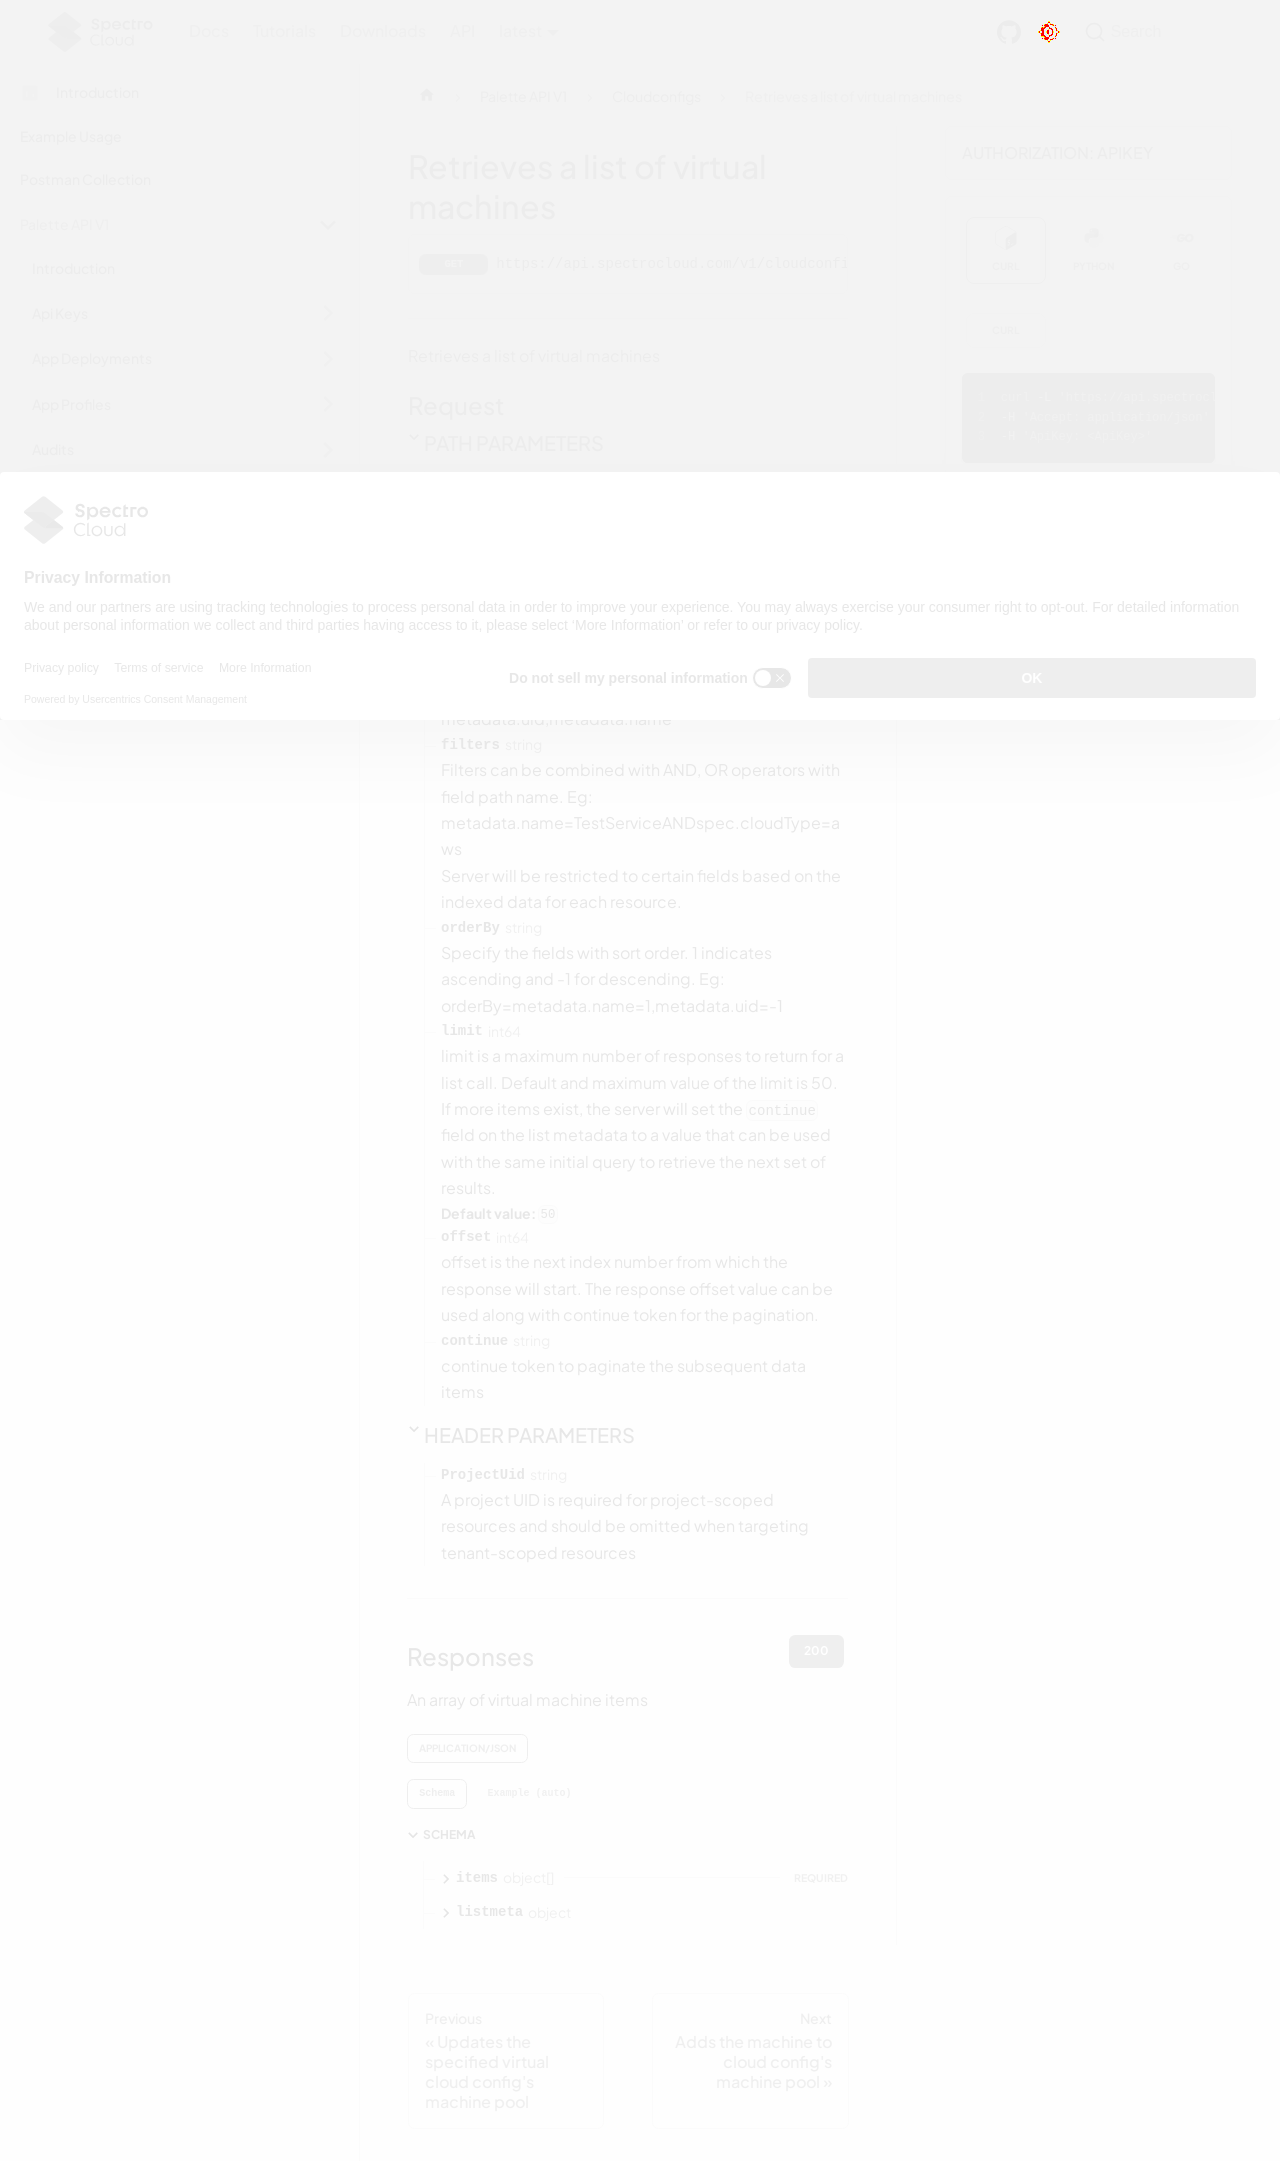 Spectro
Cloud
Docs Tutorials Downloads API latest
Search
Introduction
Example Usage
Postman Collection
Palette API V1
Introduction
Api Keys
App Deployments
App Profiles
Audits
Palette API V1 Cloudconfigs Retrieves a list of virtual machines
Retrieves a list of virtual
machines
GET https://api.spectrocloud.com/v1/cloudconfi
Retrieves a list of virtual machines
Request
PATH PARAMETERS
AUTHORIZATION: APIKEY
CURL PYTHON GO
CURL
Spectro
Cloud
Privacy Information
We and our partners are using tracking technologies to process personal data in order to improve your experience. You may always exercise your consumer right to opt-out. For detailed information
about personal information we collect and third parties having access to it, please select 'More Information' or refer to our privacy policy.
Privacy policy Terms of service More Information
Powered by Usercentrics Consent Management
Do not sell my personal information
OK
metadata.uid,metadata.name
filters string
Filters can be combined with AND, OR operators with
field path name. Eg:
metadata.name=TestServiceANDspec.cloudType=a
ws
Server will be restricted to certain fields based on the
indexed data for each resource.
orderBy string
Specify the fields with sort order. 1 indicates
ascending and -1 for descending. Eg:
orderBy=metadata.name=1,metadata.uid=-1
limit int64
limit is a maximum number of responses to return for a
list call. Default and maximum value of the limit is 50.
If more items exist, the server will set the continue
field on the list metadata to a value that can be used
with the same initial query to retrieve the next set of
results.
Default value: 50
offset int64
offset is the next index number from which the
response will start. The response offset value can be
used along with continue token for the pagination.
continue string
continue token to paginate the subsequent data
items
HEADER PARAMETERS
ProjectUid string
A project UID is required for project-scoped
resources and should be omitted when targeting
tenant-scoped resources
Responses
200
An array of virtual machine items
APPLICATION/JSON
Schema Example (auto)
SCHEMA
items object[] REQUIRED
listmeta object
Previous
« Updates the
specified virtual
cloud config's
machine pool
Next
Adds the machine to
cloud config's
machine pool »